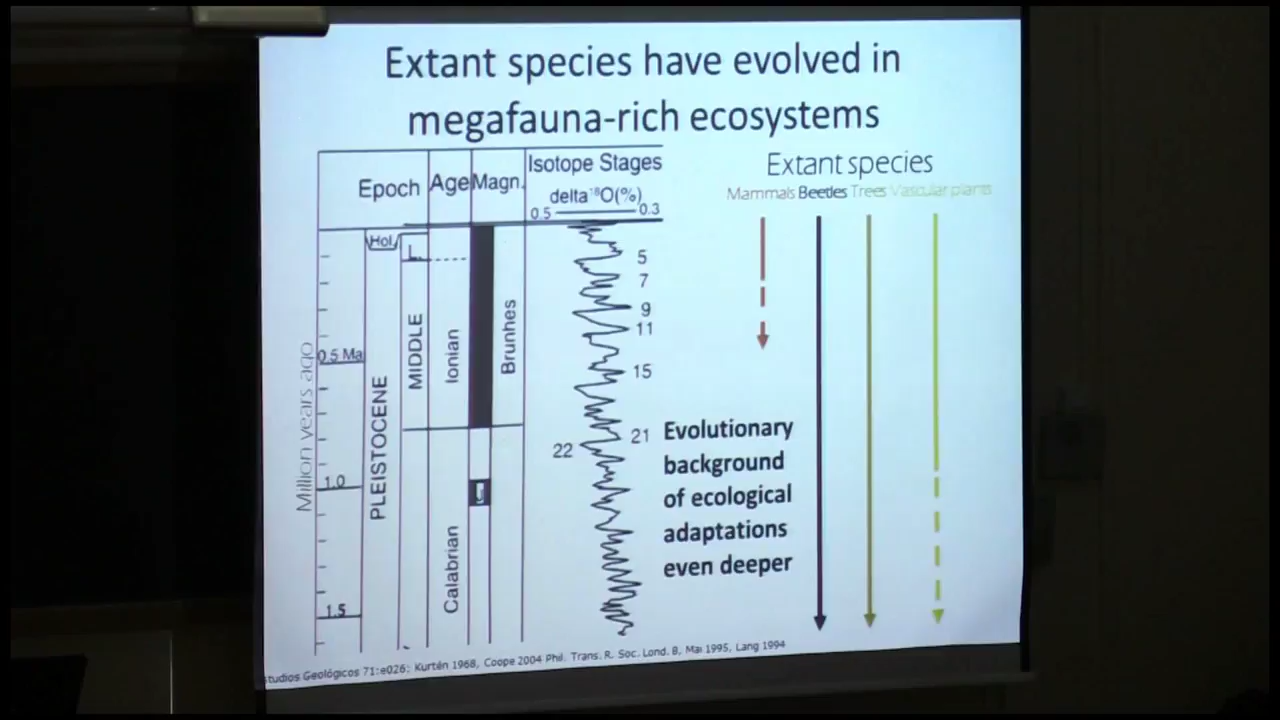 Extant species have evolved in
megafauna-rich ecosystems
Epoch
Age
Magn.
Isotope Stages
delta ¹⁸O(%)
0.5
0.3
Extant species
Mammals Beetles Trees Vascular plants
Hol.
L.
5
7
9
11
15
21
22
0.5 Ma
1.0
1.5
Million years ago
PLEISTOCENE
MIDDLE
Ionian
Calabrian
Brunhes
J
Evolutionary
background
of ecological
adaptations
even deeper
studios Geológicos 71:e026; Kurtén 1968, Coope 2004 Phil. Trans. R. Soc. Lond. B, Mai 1995, Lang 1994